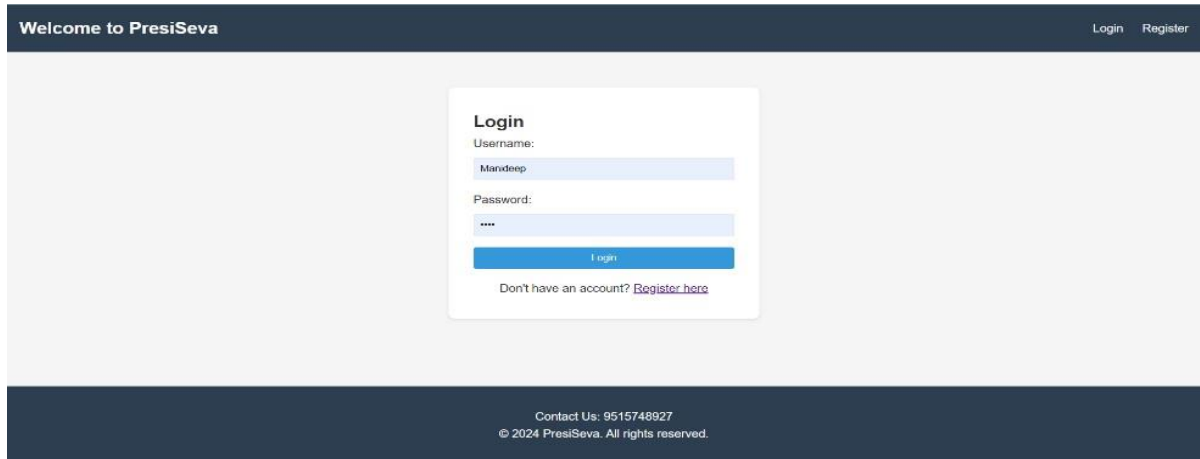 Welcome to PresiSeva
Login Register
Login
Username:
Manideep
Password:
••••
Login
Don't have an account? Register here
Contact Us: 9515748927
© 2024 PresiSeva. All rights reserved.